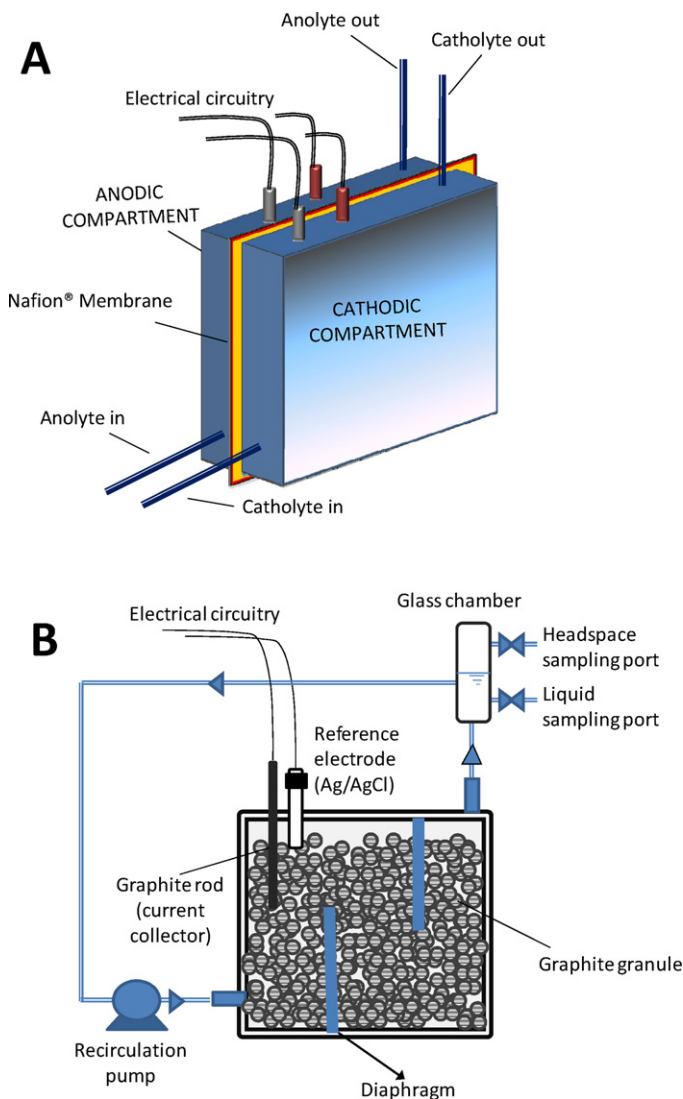 A
Anolyte out
Catholyte out
Electrical circuitry
ANODIC
COMPARTMENT
Nafion® Membrane
CATHODIC
COMPARTMENT
Anolyte in
Catholyte in
B
Electrical circuitry
Glass chamber
Headspace
sampling port
Liquid
sampling port
Reference
electrode
(Ag/AgCl)
Graphite rod
(current
collector)
Graphite granule
Recirculation
pump
Diaphragm